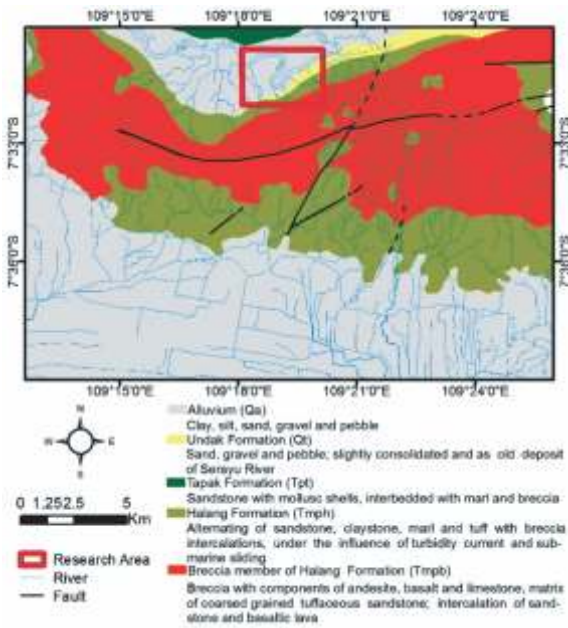 109°15'0"E 109°18'0"E 109°21'0"E 109°24'0"E
7°33'0"S 7°33'0"S
7°36'0"S 7°36'0"S
109°15'0"E 109°18'0"E 109°21'0"E 109°24'0"E
N
W E
S
0 1.25 2.5 5
Km
Research Area
River
Fault
Alluvium (Qa)
Clay, silt, sand, gravel and pebble
Undak Formation (Qt)
Sand, gravel and pebble, slightly consolidated and as old deposit
of Serayu River
Tapak Formation (Tpt)
Sandstone with mollusc shells, interbedded with marl and breccia
Halang Formation (Tmph)
Alternating of sandstone, claystone, marl and tuff with breccia
intercalations, under the influence of turbidity current and sub-
marine sliding
Breccia member of Halang Formation (Tmpb)
Breccia with components of andesite, basalt and limestone, matrix
of coarsed grained tuffaceous sandstone; intercalation of sand-
stone and basaltic lava